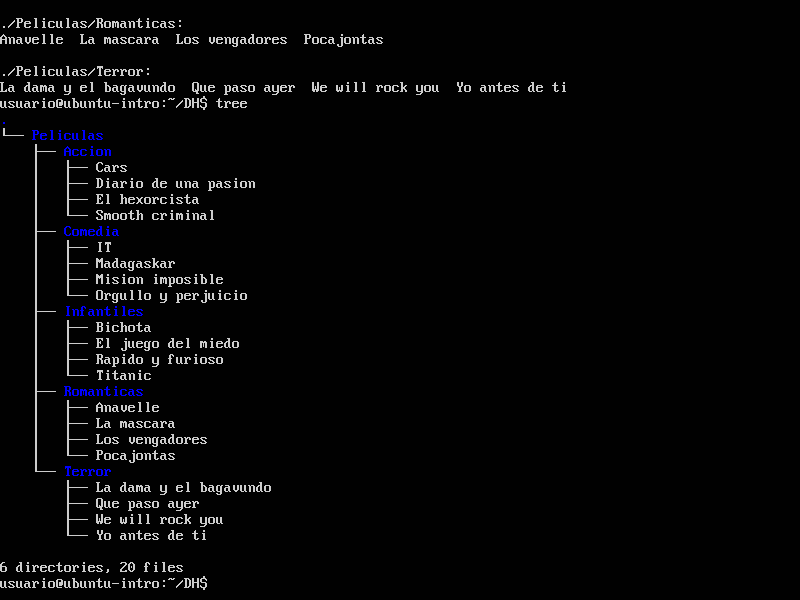 ./Peliculas/Romanticas:
Anavelle  La mascara  Los vengadores  Pocajontas

./Peliculas/Terror:
La dama y el bagavundo  Que paso ayer  We will rock you  Yo antes de ti
usuario@ubuntu-intro:~/DH$ tree
.
└── Peliculas
    ├── Accion
    │   ├── Cars
    │   ├── Diario de una pasion
    │   ├── El hexorcista
    │   └── Smooth criminal
    ├── Comedia
    │   ├── IT
    │   ├── Madagaskar
    │   ├── Mision imposible
    │   └── Orgullo y perjuicio
    ├── Infantiles
    │   ├── Bichota
    │   ├── El juego del miedo
    │   ├── Rapido y furioso
    │   └── Titanic
    ├── Romanticas
    │   ├── Anavelle
    │   ├── La mascara
    │   ├── Los vengadores
    │   └── Pocajontas
    └── Terror
        ├── La dama y el bagavundo
        ├── Que paso ayer
        ├── We will rock you
        └── Yo antes de ti

6 directories, 20 files
usuario@ubuntu-intro:~/DH$